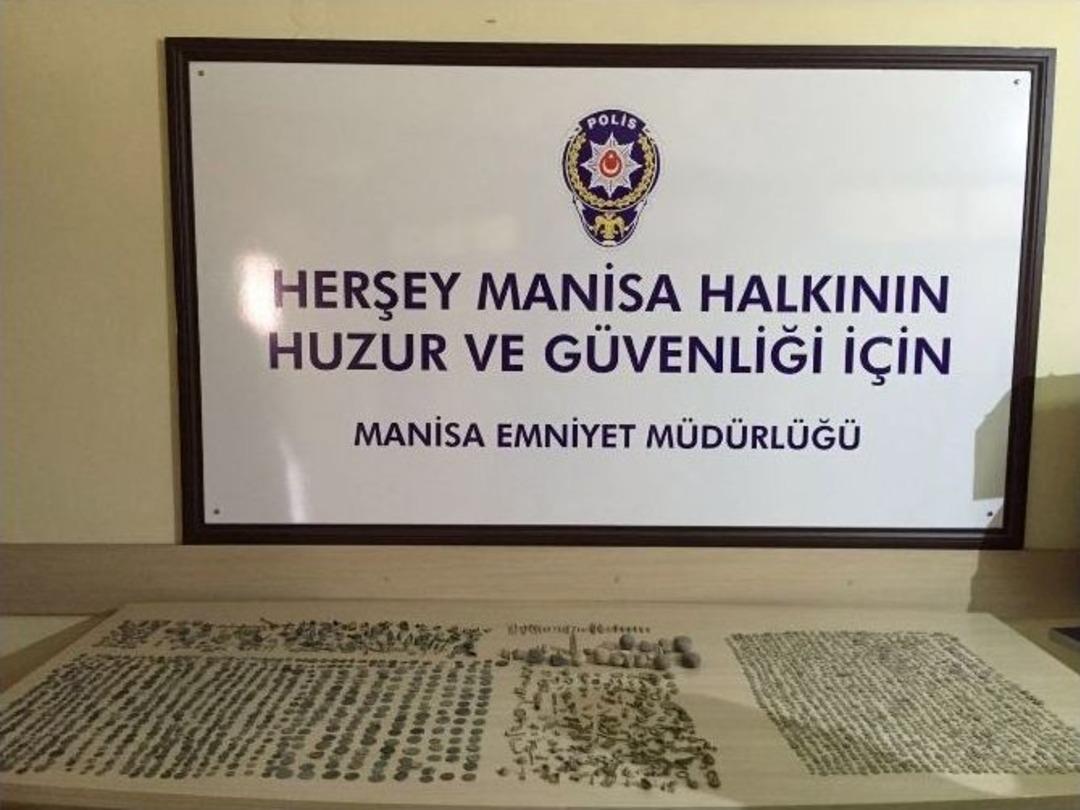 POLİS
HERŞEY MANİSA HALKININ
HUZUR VE GÜVENLİĞİ İÇİN
MANİSA EMNİYET MÜDÜRLÜĞÜ